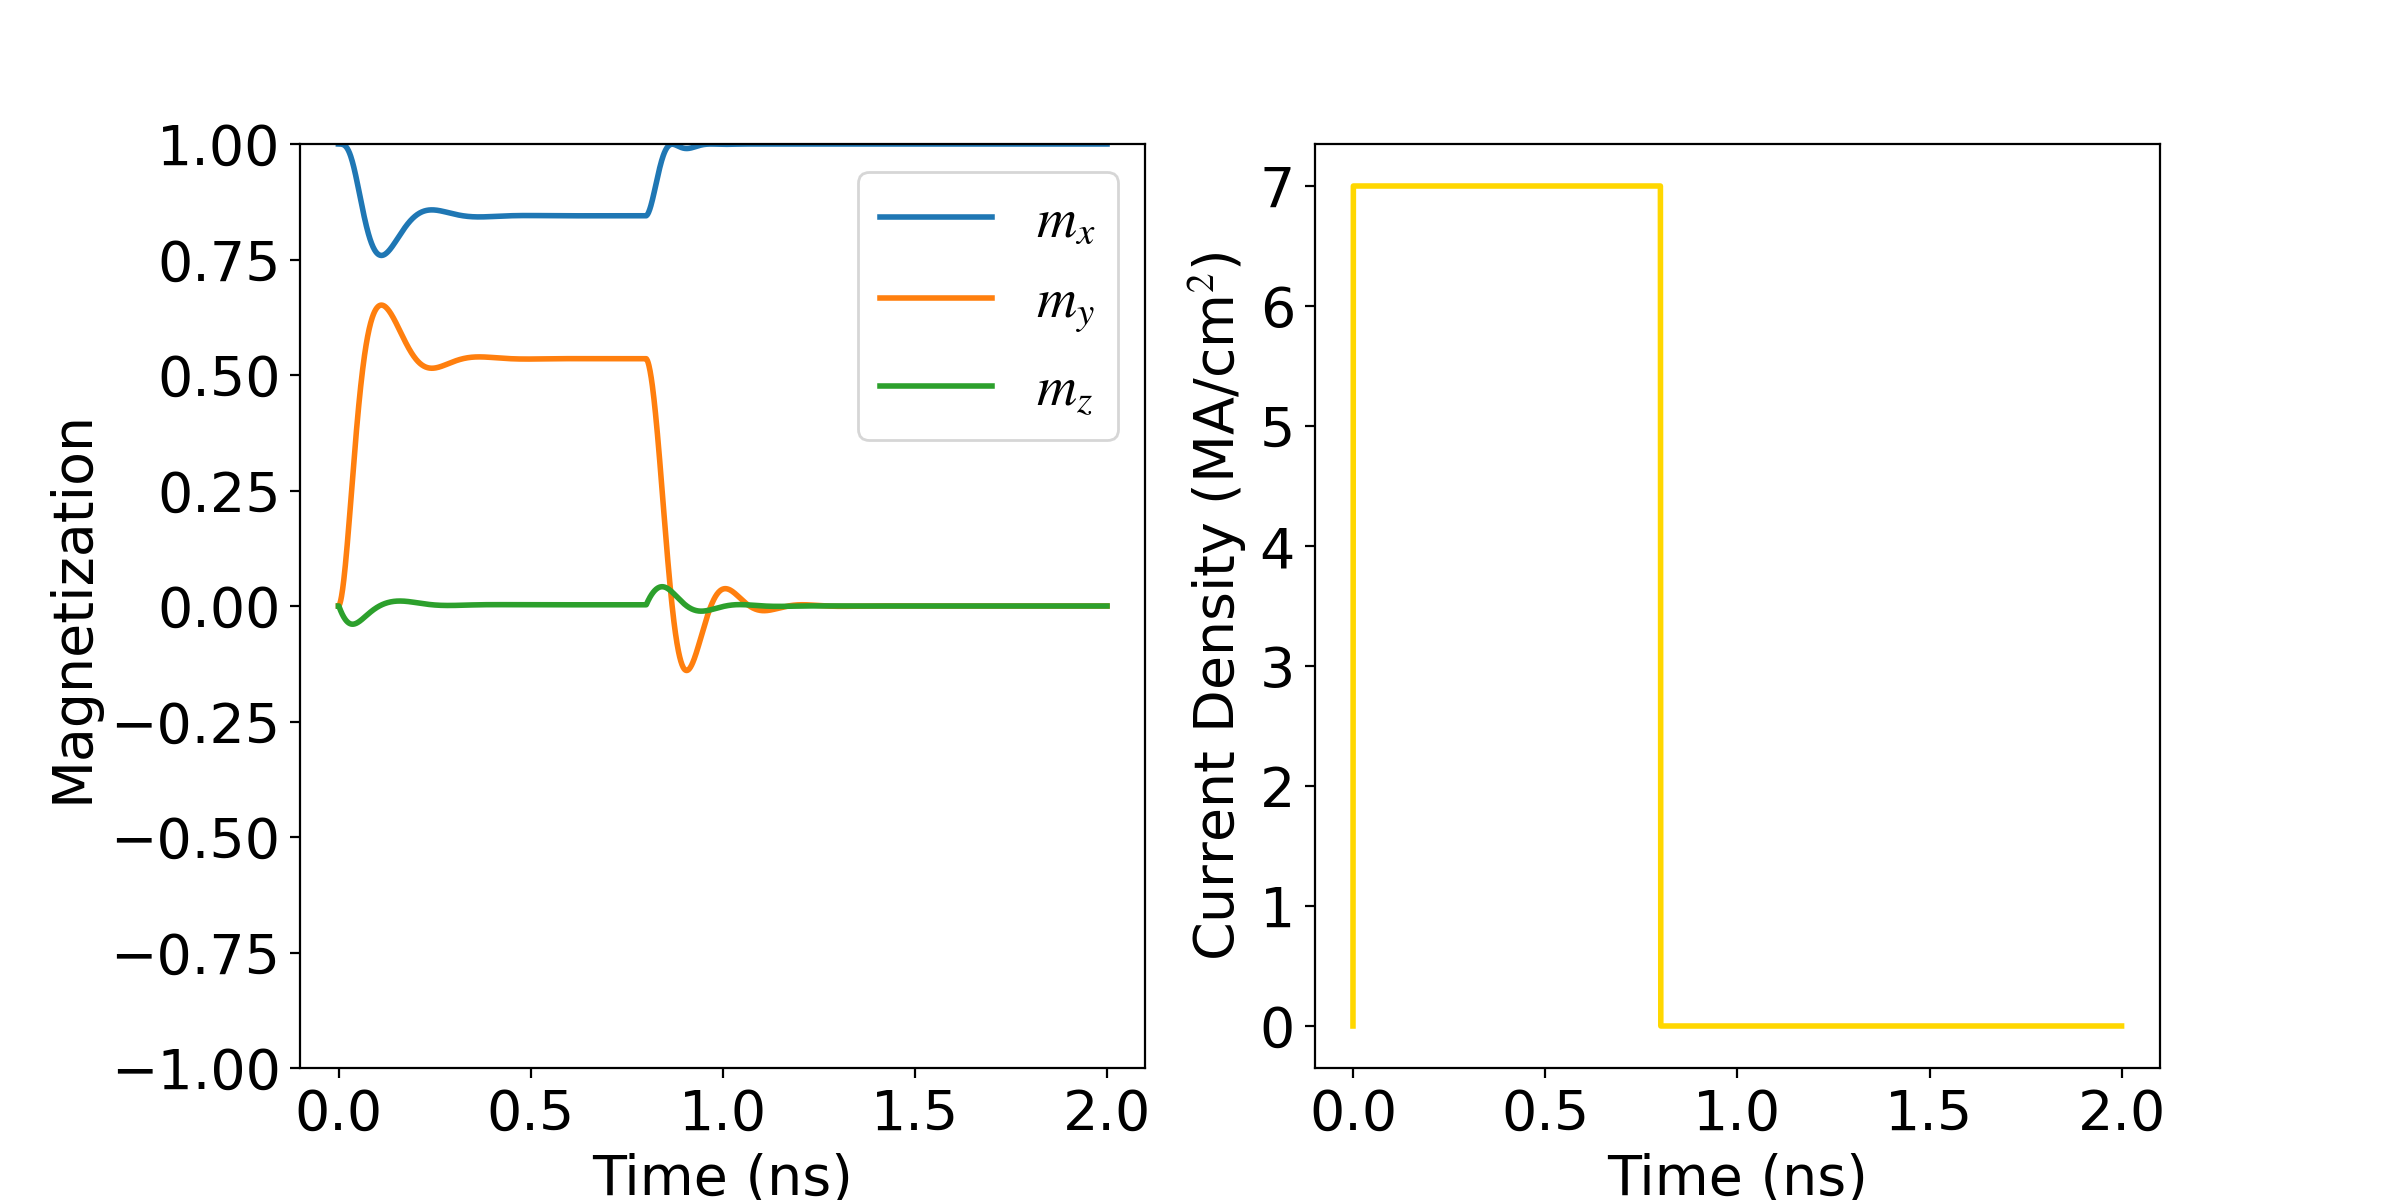 1.00
0.75
0.50
0.25
0.00
−0.25
−0.50
−0.75
−1.00
Magnetization
0.0 0.5 1.0 1.5 2.0
Time (ns)
m_x
m_y
m_z
7
6
5
4
3
2
1
0
Current Density (MA/cm²)
0.0 0.5 1.0 1.5 2.0
Time (ns)